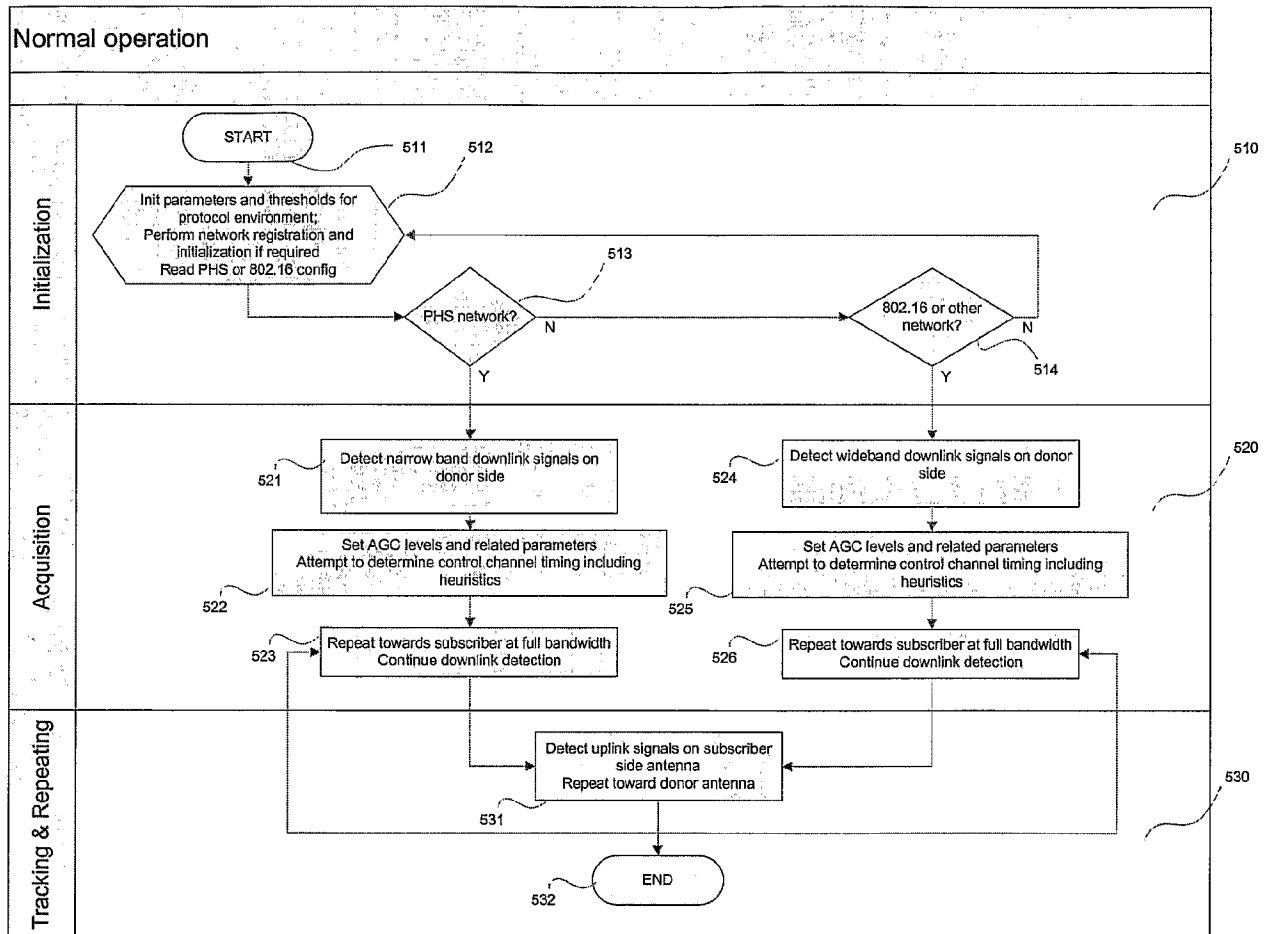 Normal operation
Initialization
START
511
512
510
Init parameters and thresholds for
protocol environment;
Perform network registration and
initialization if required
Read PHS or 802.16 config
513
PHS network?
N
Y
802.16 or other
network?
N
Y
514
Acquisition
520
521
Detect narrow band downlink signals on
donor side
524
Detect wideband downlink signals on donor
side
Set AGC levels and related parameters
Attempt to determine control channel timing including
heuristics
522
Set AGC levels and related parameters
Attempt to determine control channel timing including
heuristics
525
523
Repeat towards subscriber at full bandwidth
Continue downlink detection
526
Repeat towards subscriber at full bandwidth
Continue downlink detection
Tracking & Repeating
530
Detect uplink signals on subscriber
side antenna
Repeat toward donor antenna
531
END
532